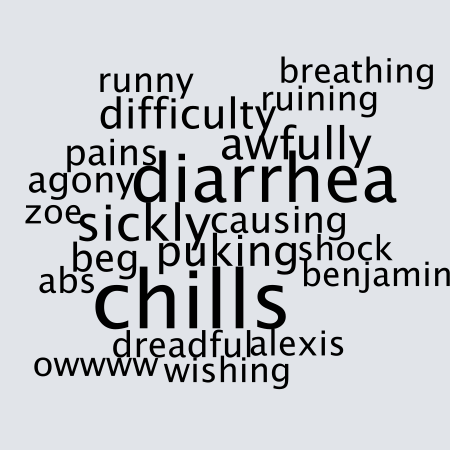 breathing
runny
ruining
difficulty
awfully
pains
diarrhea
agony
zoe
sickly
causing
puking
shock
beg
benjamin
abs
chills
dreadful
alexis
owwww
wishing